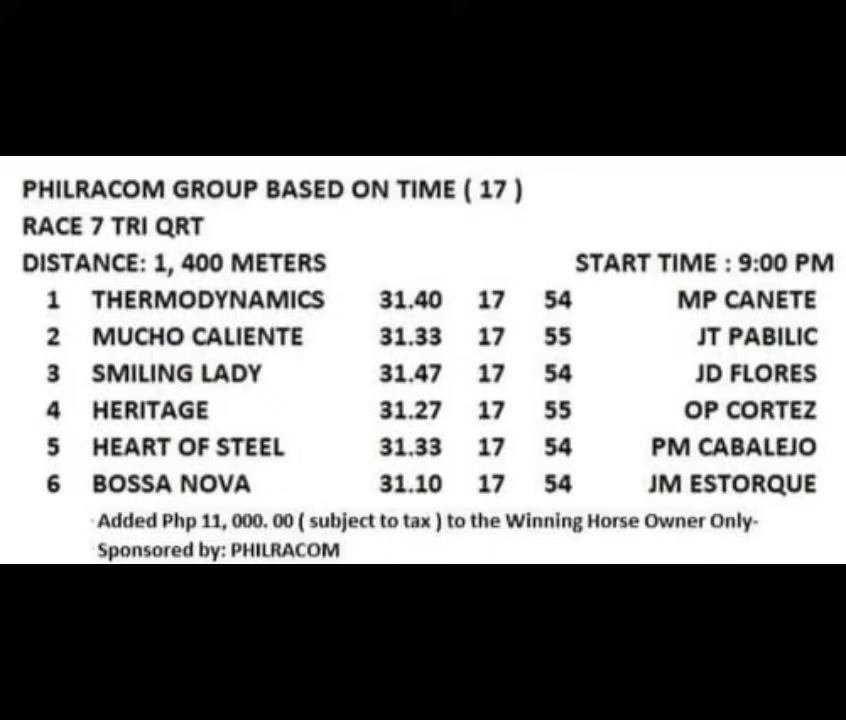 PHILRACOM GROUP BASED ON TIME ( 17 )
RACE 7 TRI QRT
DISTANCE: 1, 400 METERS START TIME : 9:00 PM
1 THERMODYNAMICS 31.40 17 54 MP CANETE
2 MUCHO CALIENTE 31.33 17 55 JT PABILIC
3 SMILING LADY 31.47 17 54 JD FLORES
4 HERITAGE 31.27 17 55 OP CORTEZ
5 HEART OF STEEL 31.33 17 54 PM CABALEJO
6 BOSSA NOVA 31.10 17 54 JM ESTORQUE
Added Php 11, 000. 00 ( subject to tax ) to the Winning Horse Owner Only-
Sponsored by: PHILRACOM